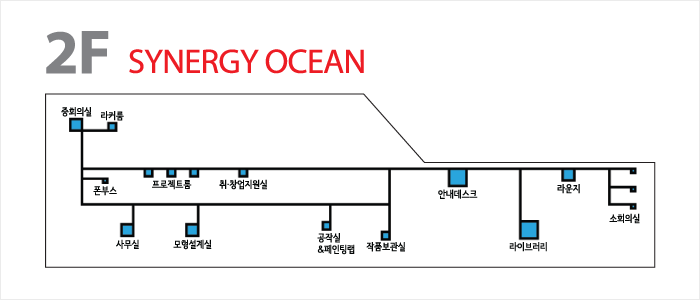 2F SYNERGY OCEAN
중회의실
라커룸
폰부스
프로젝트룸
취·창업지원실
안내데스크
라운지
소회의실
사무실
모형설계실
공작실
&페인팅랩
작품보관실
라이브러리